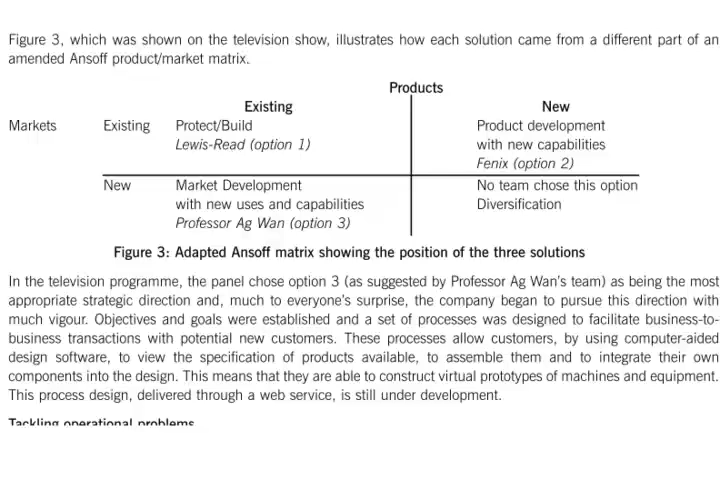 Figure 3, which was shown on the television show, illustrates how each solution came from a different part of an
amended Ansoff product/market matrix.
Products
Existing New
Markets Existing Protect/Build Product development
Lewis-Read (option 1) with new capabilities
Fenix (option 2)
New Market Development No team chose this option
with new uses and capabilities Diversification
Professor Ag Wan (option 3)
Figure 3: Adapted Ansoff matrix showing the position of the three solutions
In the television programme, the panel chose option 3 (as suggested by Professor Ag Wan's team) as being the most
appropriate strategic direction and, much to everyone's surprise, the company began to pursue this direction with
much vigour. Objectives and goals were established and a set of processes was designed to facilitate business-to-
business transactions with potential new customers. These processes allow customers, by using computer-aided
design software, to view the specification of products available, to assemble them and to integrate their own
components into the design. This means that they are able to construct virtual prototypes of machines and equipment.
This process design, delivered through a web service, is still under development.
Tackling operational problems